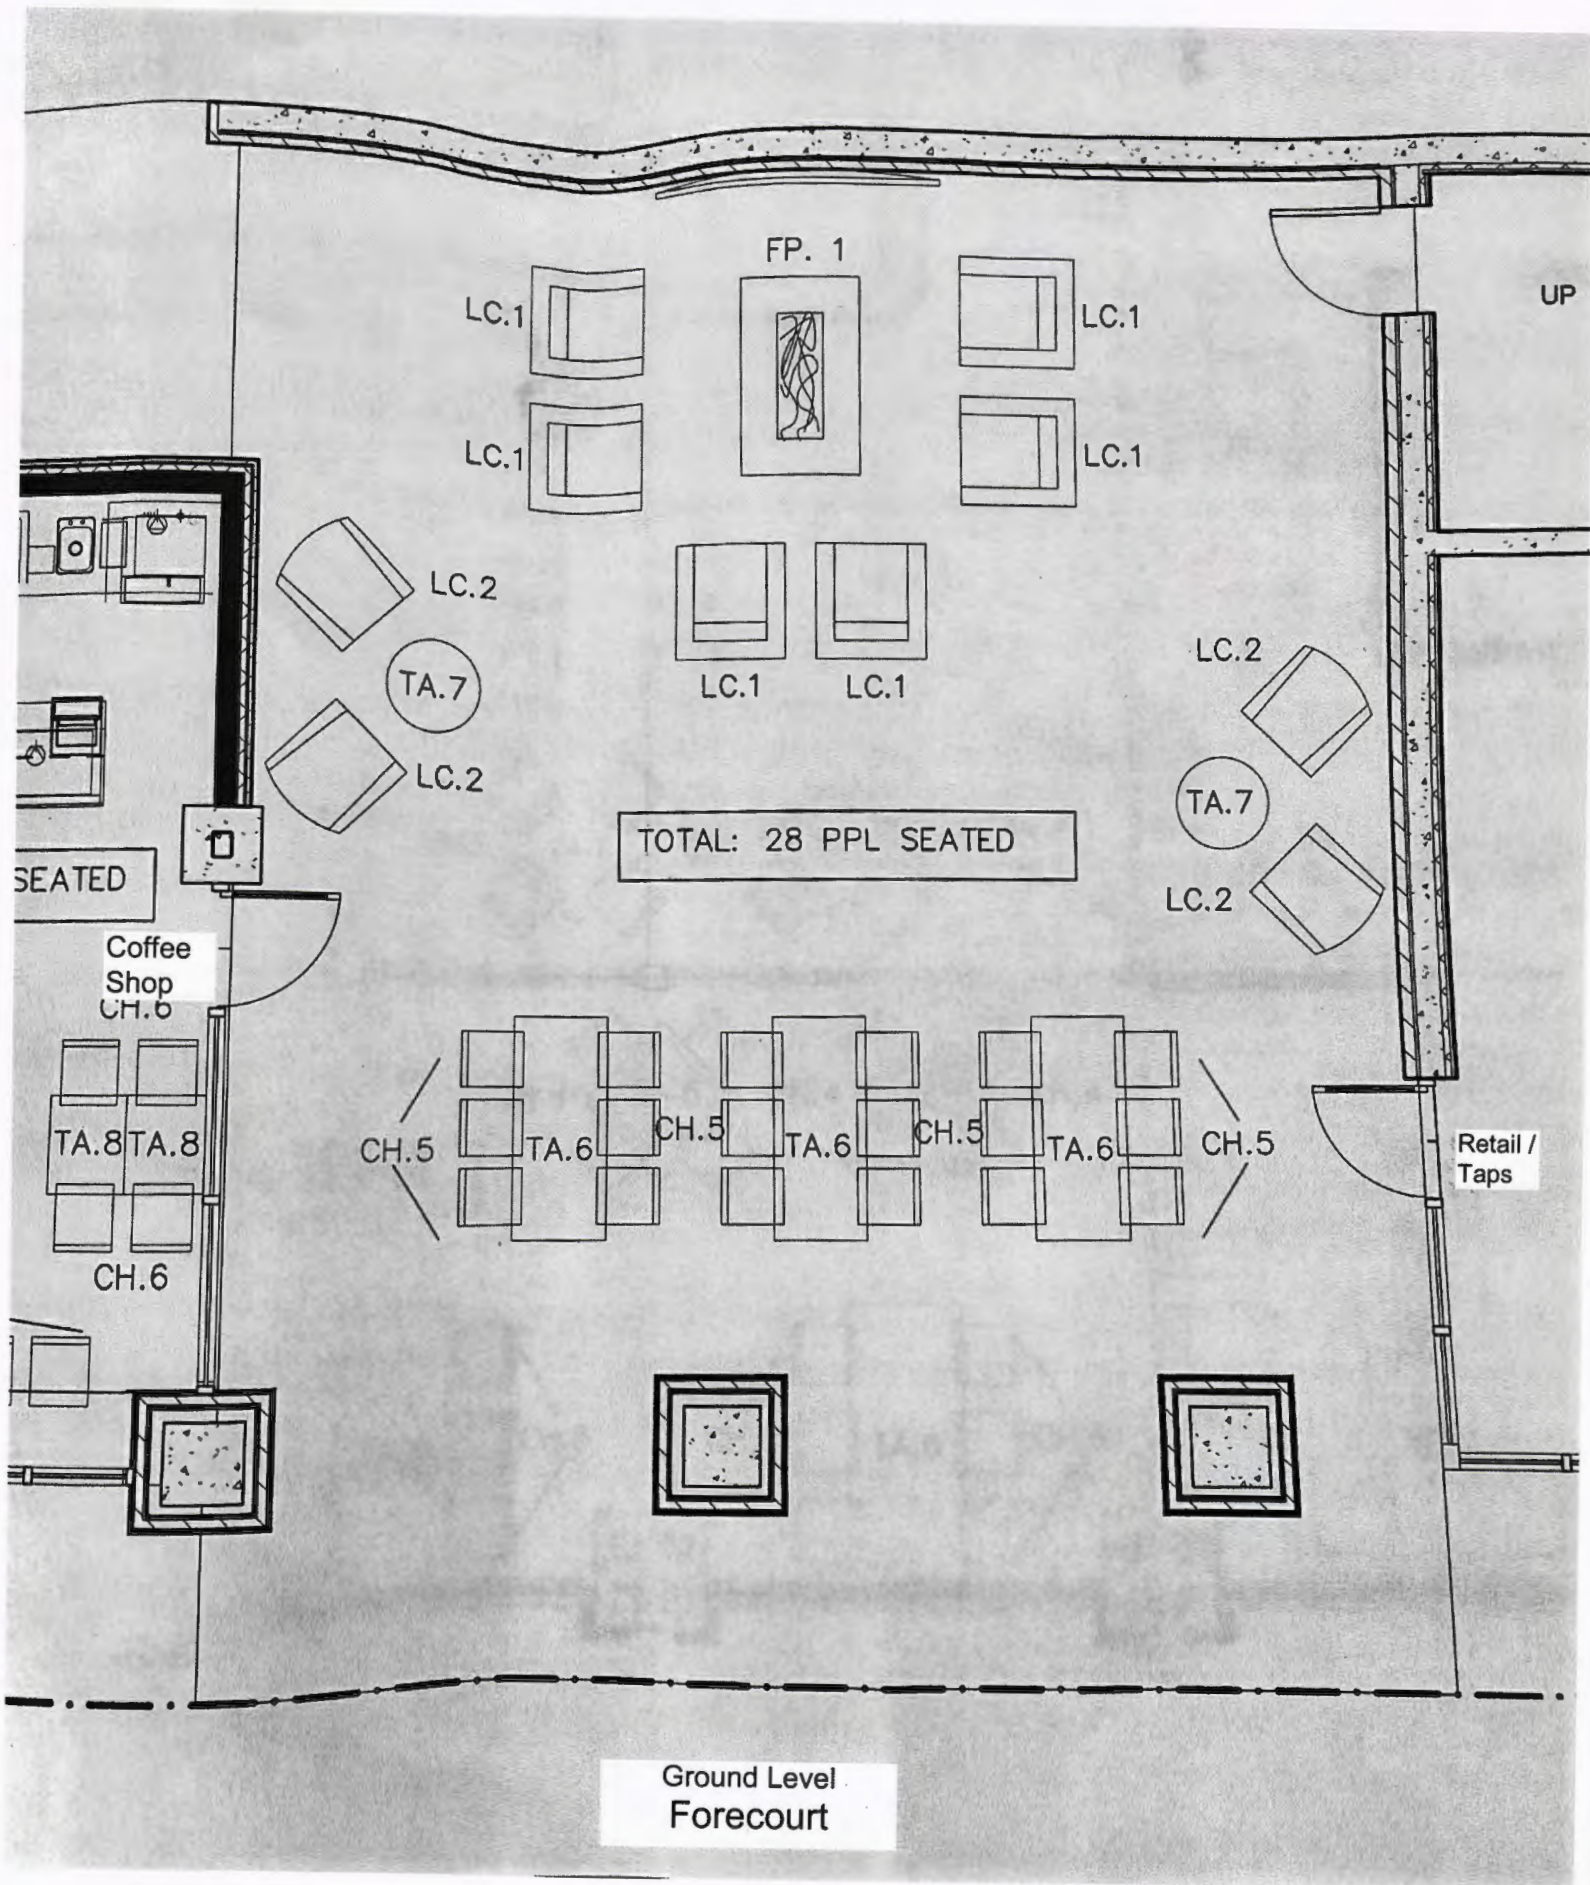 FP. 1
LC.1
LC.1
UP
LC.1
LC.1
LC.2
LC.1
LC.1
TA.7
LC.2
LC.2
TA.7
LC.2
TOTAL: 28 PPL SEATED
SEATED
Coffee
Shop
CH.6
TA.8
TA.8
CH.6
CH.5
TA.6
CH.5
TA.6
CH.5
TA.6
CH.5
Retail /
Taps
Ground Level
Forecourt